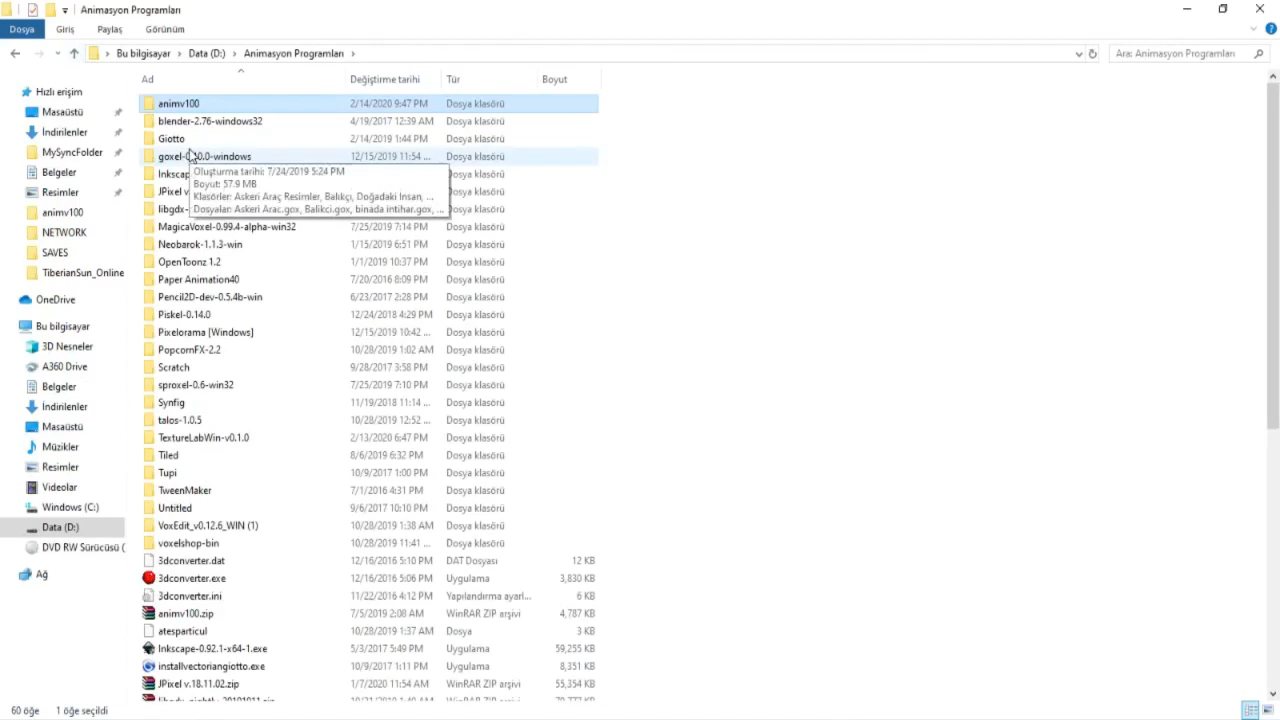 Animasyon Programları
Dosya Giriş Paylaş Görünüm
Bu bilgisayar Data (D:) Animasyon Programları
Ara: Animasyon Programları
Ad Değiştirme tarihi Tür Boyut
Hızlı erişim
Masaüstü
İndirilenler
MySyncFolder
Belgeler
Resimler
animv100
NETWORK
SAVES
TiberianSun_Online
OneDrive
Bu bilgisayar
3D Nesneler
A360 Drive
Belgeler
İndirilenler
Masaüstü
Müzikler
Resimler
Videolar
Windows (C:)
Data (D:)
DVD RW Sürücüsü (
Ağ
animv100 2/14/2020 9:47 PM Dosya klasörü
blender-2.76-windows32 4/19/2017 12:39 AM Dosya klasörü
Giotto 2/14/2019 1:44 PM Dosya klasörü
goxel-0.10.0-windows 12/15/2019 11:54 ... Dosya klasörü
Inkscap Dosya klasörü
JPixel v Dosya klasörü
libgdx- Dosya klasörü
Oluşturma tarihi: 7/24/2019 5:24 PM
Boyut: 57.9 MB
Klasörler: Askeri Araç Resimler, Balıkçı, Doğadaki İnsan, ...
Dosyalar: Askeri Arac.gox, Balikci.gox, binada intihar.gox, ...
MagicaVoxel-0.99.4-alpha-win32 7/25/2019 7:14 PM Dosya klasörü
Neobarok-1.1.3-win 1/15/2019 6:51 PM Dosya klasörü
OpenToonz 1.2 1/1/2019 10:37 PM Dosya klasörü
Paper Animation40 7/20/2016 8:09 PM Dosya klasörü
Pencil2D-dev-0.5.4b-win 6/23/2017 2:28 PM Dosya klasörü
Piskel-0.14.0 12/24/2018 4:29 PM Dosya klasörü
Pixelorama [Windows] 12/15/2019 10:42 ... Dosya klasörü
PopcornFX-2.2 10/28/2019 1:02 AM Dosya klasörü
Scratch 9/28/2017 3:58 PM Dosya klasörü
sproxel-0.6-win32 7/25/2019 7:10 PM Dosya klasörü
Synfig 11/19/2018 11:14 ... Dosya klasörü
talos-1.0.5 10/28/2019 12:52 ... Dosya klasörü
TextureLabWin-v0.1.0 2/13/2020 6:47 PM Dosya klasörü
Tiled 8/6/2019 6:32 PM Dosya klasörü
Tupi 10/9/2017 1:00 PM Dosya klasörü
TweenMaker 7/1/2016 4:31 PM Dosya klasörü
Untitled 9/6/2017 10:10 PM Dosya klasörü
VoxEdit_v0.12.6_WIN (1) 10/28/2019 1:38 AM Dosya klasörü
voxelshop-bin 10/28/2019 11:41 ... Dosya klasörü
3dconverter.dat 12/16/2016 5:10 PM DAT Dosyası 12 KB
3dconverter.exe 12/16/2016 5:06 PM Uygulama 3,830 KB
3dconverter.ini 11/22/2016 4:12 PM Yapılandırma ayarl... 6 KB
animv100.zip 7/5/2019 2:08 AM WinRAR ZIP arşivi 4,787 KB
atesparticul 10/28/2019 1:37 AM Dosya 3 KB
Inkscape-0.92.1-x64-1.exe 5/3/2017 5:49 PM Uygulama 59,255 KB
installvectoriangiotto.exe 10/9/2017 1:11 PM Uygulama 8,351 KB
JPixel v.18.11.02.zip 1/7/2020 11:54 AM WinRAR ZIP arşivi 55,354 KB
60 öğe 1 öğe seçildi